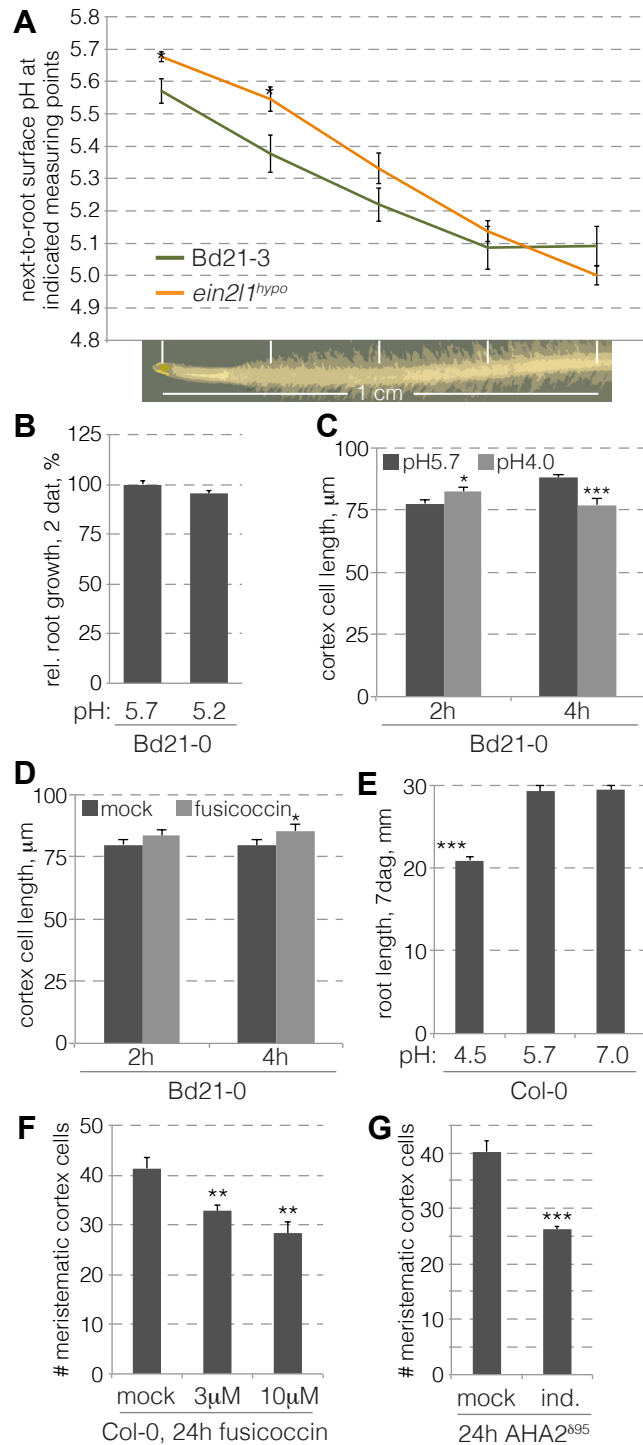 A
next-to-root surface pH at
indicated measuring points
5.8
5.7
5.6
5.5
5.4
5.3
5.2
5.1
5.0
4.9
4.8
*
*
Bd21-3
ein2l1hypo
1 cm
B
rel. root growth, 2 dat, %
125
100
75
50
25
0
pH: 5.7 5.2
Bd21-0
C
cortex cell length, µm
100
75
50
25
0
pH5.7 pH4.0
*
***
2h 4h
Bd21-0
D
cortex cell length, µm
100
75
50
25
0
mock fusicoccin
*
2h 4h
Bd21-0
E
root length, 7dag, mm
30
20
10
0
***
pH: 4.5 5.7 7.0
Col-0
F
# meristematic cortex cells
50
40
30
20
10
0
**
**
mock 3µM 10µM
Col-0, 24h fusicoccin
G
# meristematic cortex cells
40
30
20
10
0
***
mock ind.
24h AHA2δ95